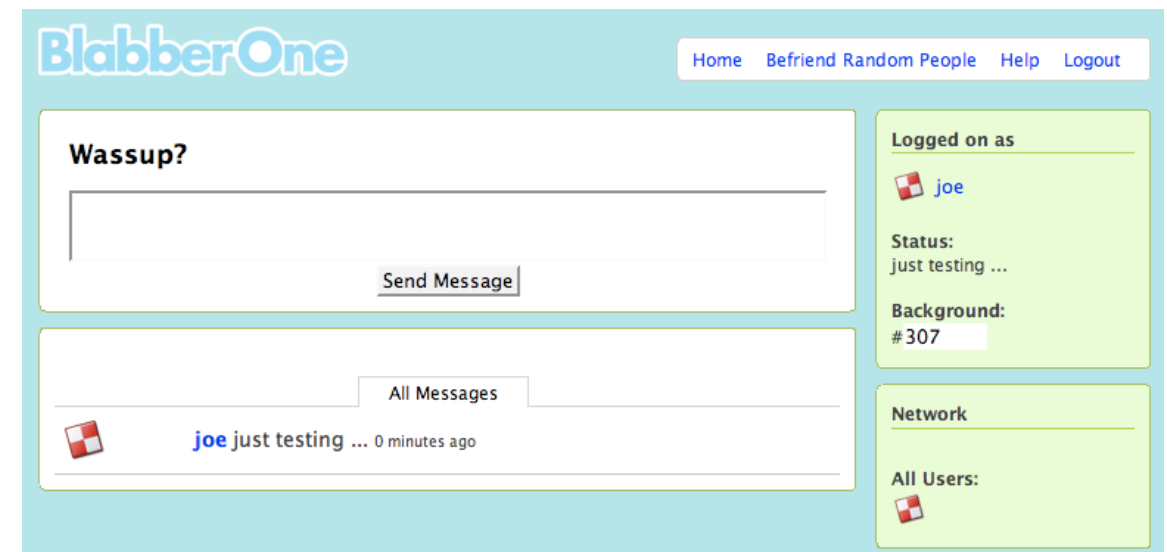 BlabberOne
Home Befriend Random People Help Logout
Wassup?
Send Message
All Messages
joe just testing ... 0 minutes ago
Logged on as
joe
Status:
just testing ...
Background:
#307
Network
All Users: